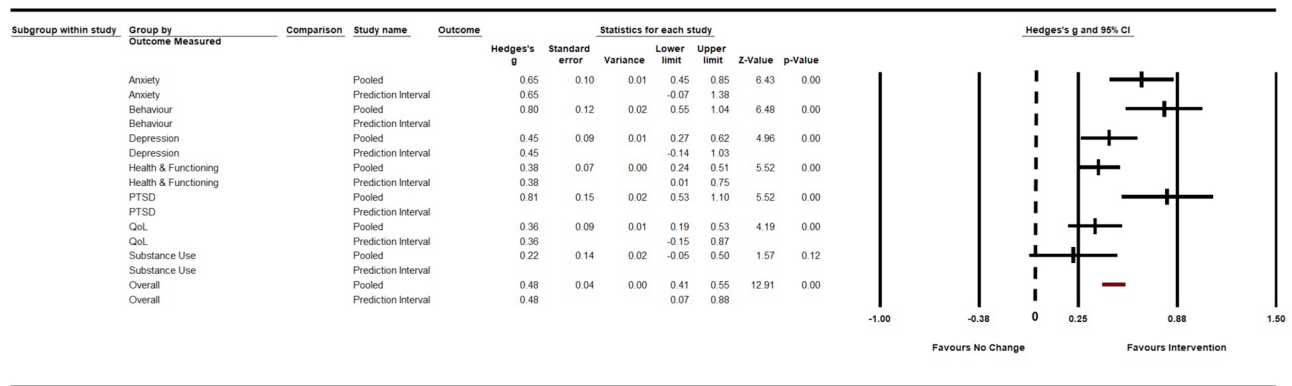 Subgroup within study Group by Outcome Measured Comparison Study name Outcome Statistics for each study Hedges's g and 95% CI
Hedges's g Standard error Variance Lower limit Upper limit Z-Value p-Value
Anxiety Pooled 0.65 0.10 0.01 0.45 0.85 6.43 0.00
Anxiety Prediction Interval 0.65 -0.07 1.38
Behaviour Pooled 0.80 0.12 0.02 0.55 1.04 6.48 0.00
Behaviour Prediction Interval
Depression Pooled 0.45 0.09 0.01 0.27 0.62 4.96 0.00
Depression Prediction Interval 0.45 -0.14 1.03
Health & Functioning Pooled 0.38 0.07 0.00 0.24 0.51 5.52 0.00
Health & Functioning Prediction Interval 0.38 0.01 0.75
PTSD Pooled 0.81 0.15 0.02 0.53 1.10 5.52 0.00
PTSD Prediction Interval
QoL Pooled 0.36 0.09 0.01 0.19 0.53 4.19 0.00
QoL Prediction Interval 0.36 -0.15 0.87
Substance Use Pooled 0.22 0.14 0.02 -0.05 0.50 1.57 0.12
Substance Use Prediction Interval
Overall Pooled 0.48 0.04 0.00 0.41 0.55 12.91 0.00
Overall Prediction Interval 0.48 0.07 0.88
-1.00 -0.38 0 0.25 0.88 1.50
Favours No Change Favours Intervention